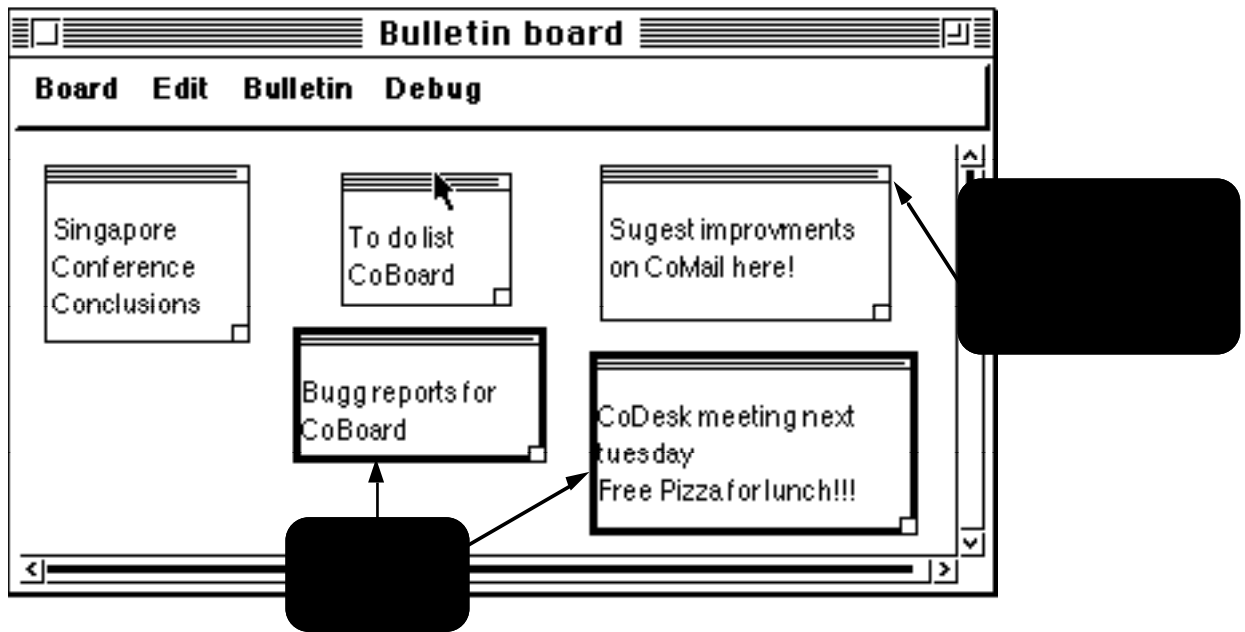 Bulletin board
Board Edit Bulletin Debug
Singapore
Conference
Conclusions
To do list
CoBoard
Sugest improvments
on CoMail here!
Bugg reports for
CoBoard
CoDesk meeting next
tuesday
Free Pizza for lunch!!!